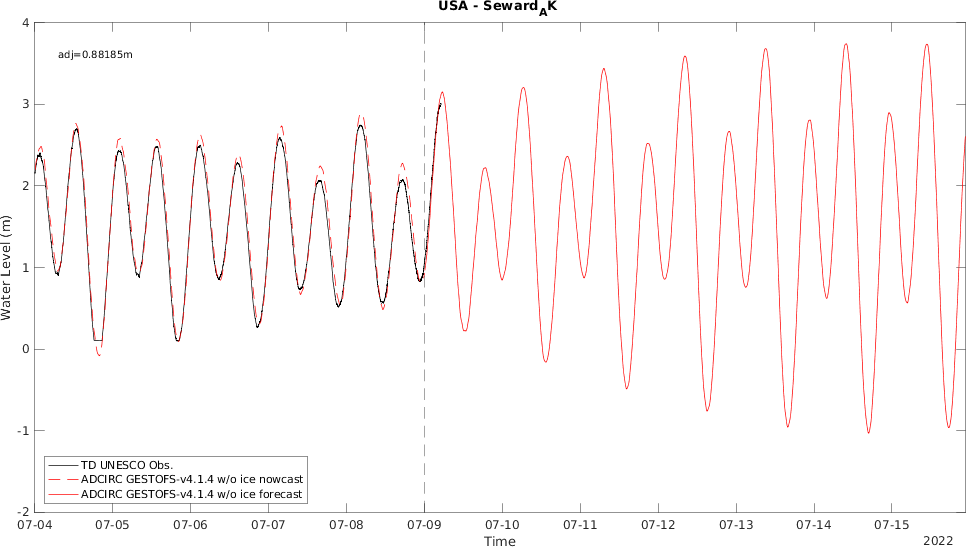 USA - Seward_AK
4
adj=0.88185m
3
2
1
0
-1
-2
Water Level (m)
TD UNESCO Obs.
ADCIRC GESTOFS-v4.1.4 w/o ice nowcast
ADCIRC GESTOFS-v4.1.4 w/o ice forecast
07-04 07-05 07-06 07-07 07-08 07-09 07-10 07-11 07-12 07-13 07-14 07-15
Time
2022